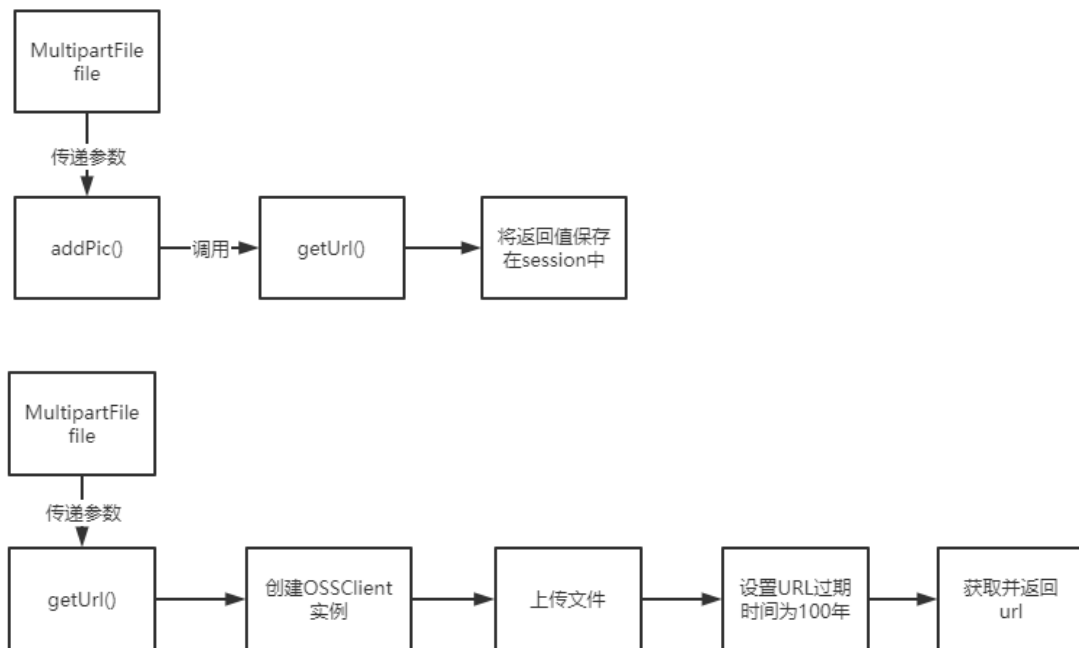 MultipartFile
file
传递参数
addPic()
调用
getUrl()
将返回值保存
在session中
MultipartFile
file
传递参数
getUrl()
创建OSSClient
实例
上传文件
设置URL过期
时间为100年
获取并返回
url